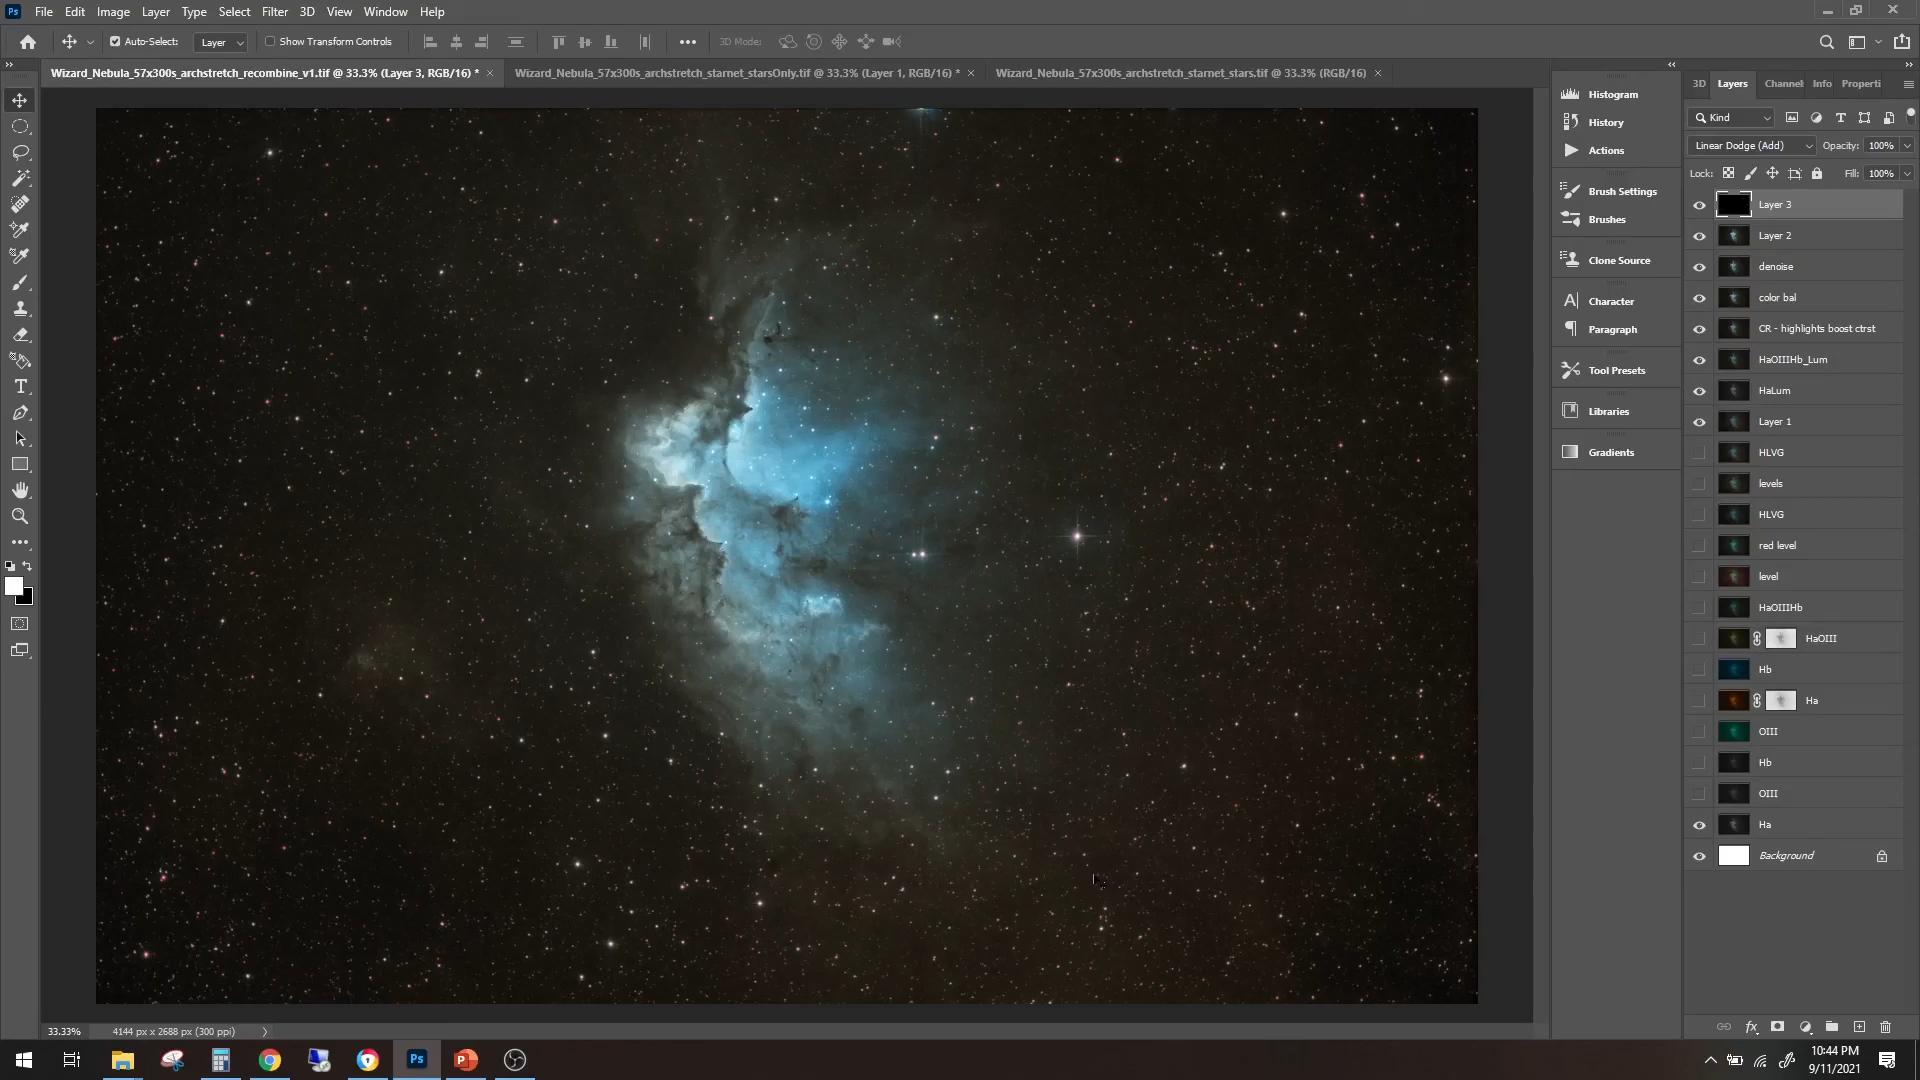 Ps File Edit Image Layer Type Select Filter 3D View Window Help
Auto-Select: Layer Show Transform Controls 3D Mode:
Wizard_Nebula_57x300s_archstretch_recombine_v1.tif @ 33.3% (Layer 3, RGB/16) * × Wizard_Nebula_57x300s_archstretch_starnet_starsOnly.tif @ 33.3% (Layer 1, RGB/16) * × Wizard_Nebula_57x300s_archstretch_starnet_stars.tif @ 33.3% (RGB/16) ×
Histogram
History
Actions
Brush Settings
Brushes
Clone Source
Character
Paragraph
Tool Presets
Libraries
Gradients
3D Layers Channel Info Properti
Kind
Linear Dodge (Add) Opacity: 100%
Lock: Fill: 100%
Layer 3
Layer 2
denoise
color bal
CR - highlights boost ctrst
HaOIIIHb_Lum
HaLum
Layer 1
HLVG
levels
HLVG
red level
level
HaOIIIHb
HaOIII
Hb
Ha
OIII
Hb
OIII
Ha
Background
33.33% 4144 px x 2688 px (300 ppi)
10:44 PM
9/11/2021